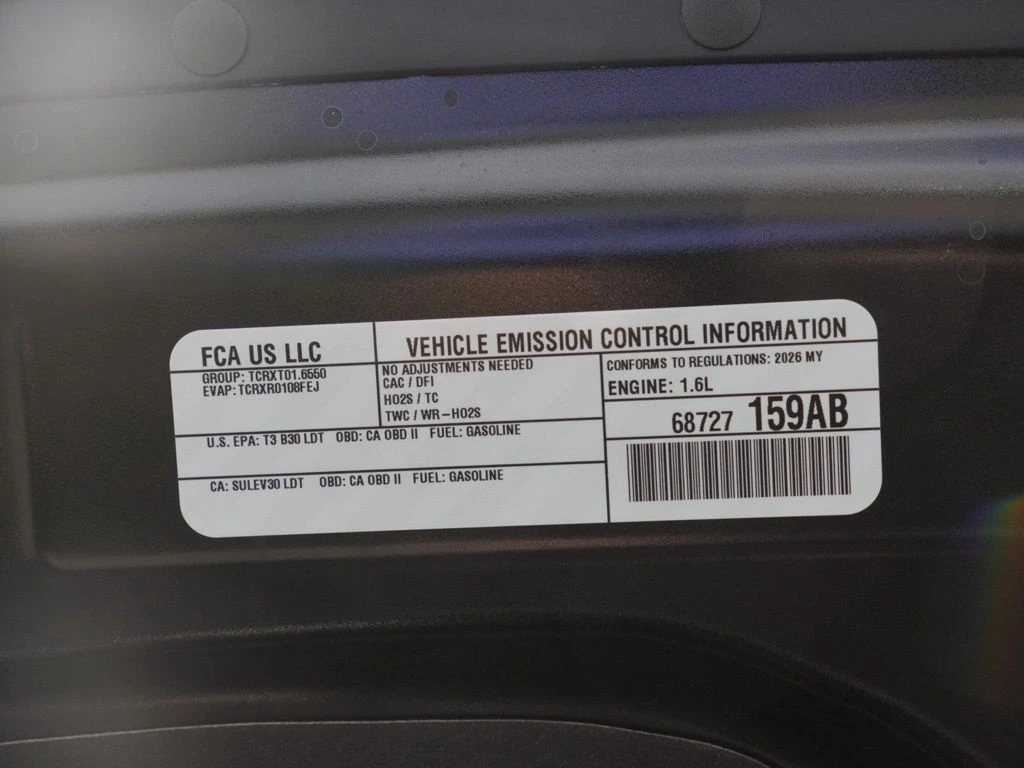 FCA US LLC
GROUP: TCRXT01.6550
EVAP: TCRXR0108FEJ
VEHICLE EMISSION CONTROL INFORMATION
NO ADJUSTMENTS NEEDED
CAC / DFI
HO2S / TC
TWC / WR-HO2S
CONFORMS TO REGULATIONS: 2026 MY
ENGINE: 1.6L
68727 159AB
U.S. EPA: T3 B30 LDT OBD: CA OBD II FUEL: GASOLINE
CA: SULEV30 LDT OBD: CA OBD II FUEL: GASOLINE